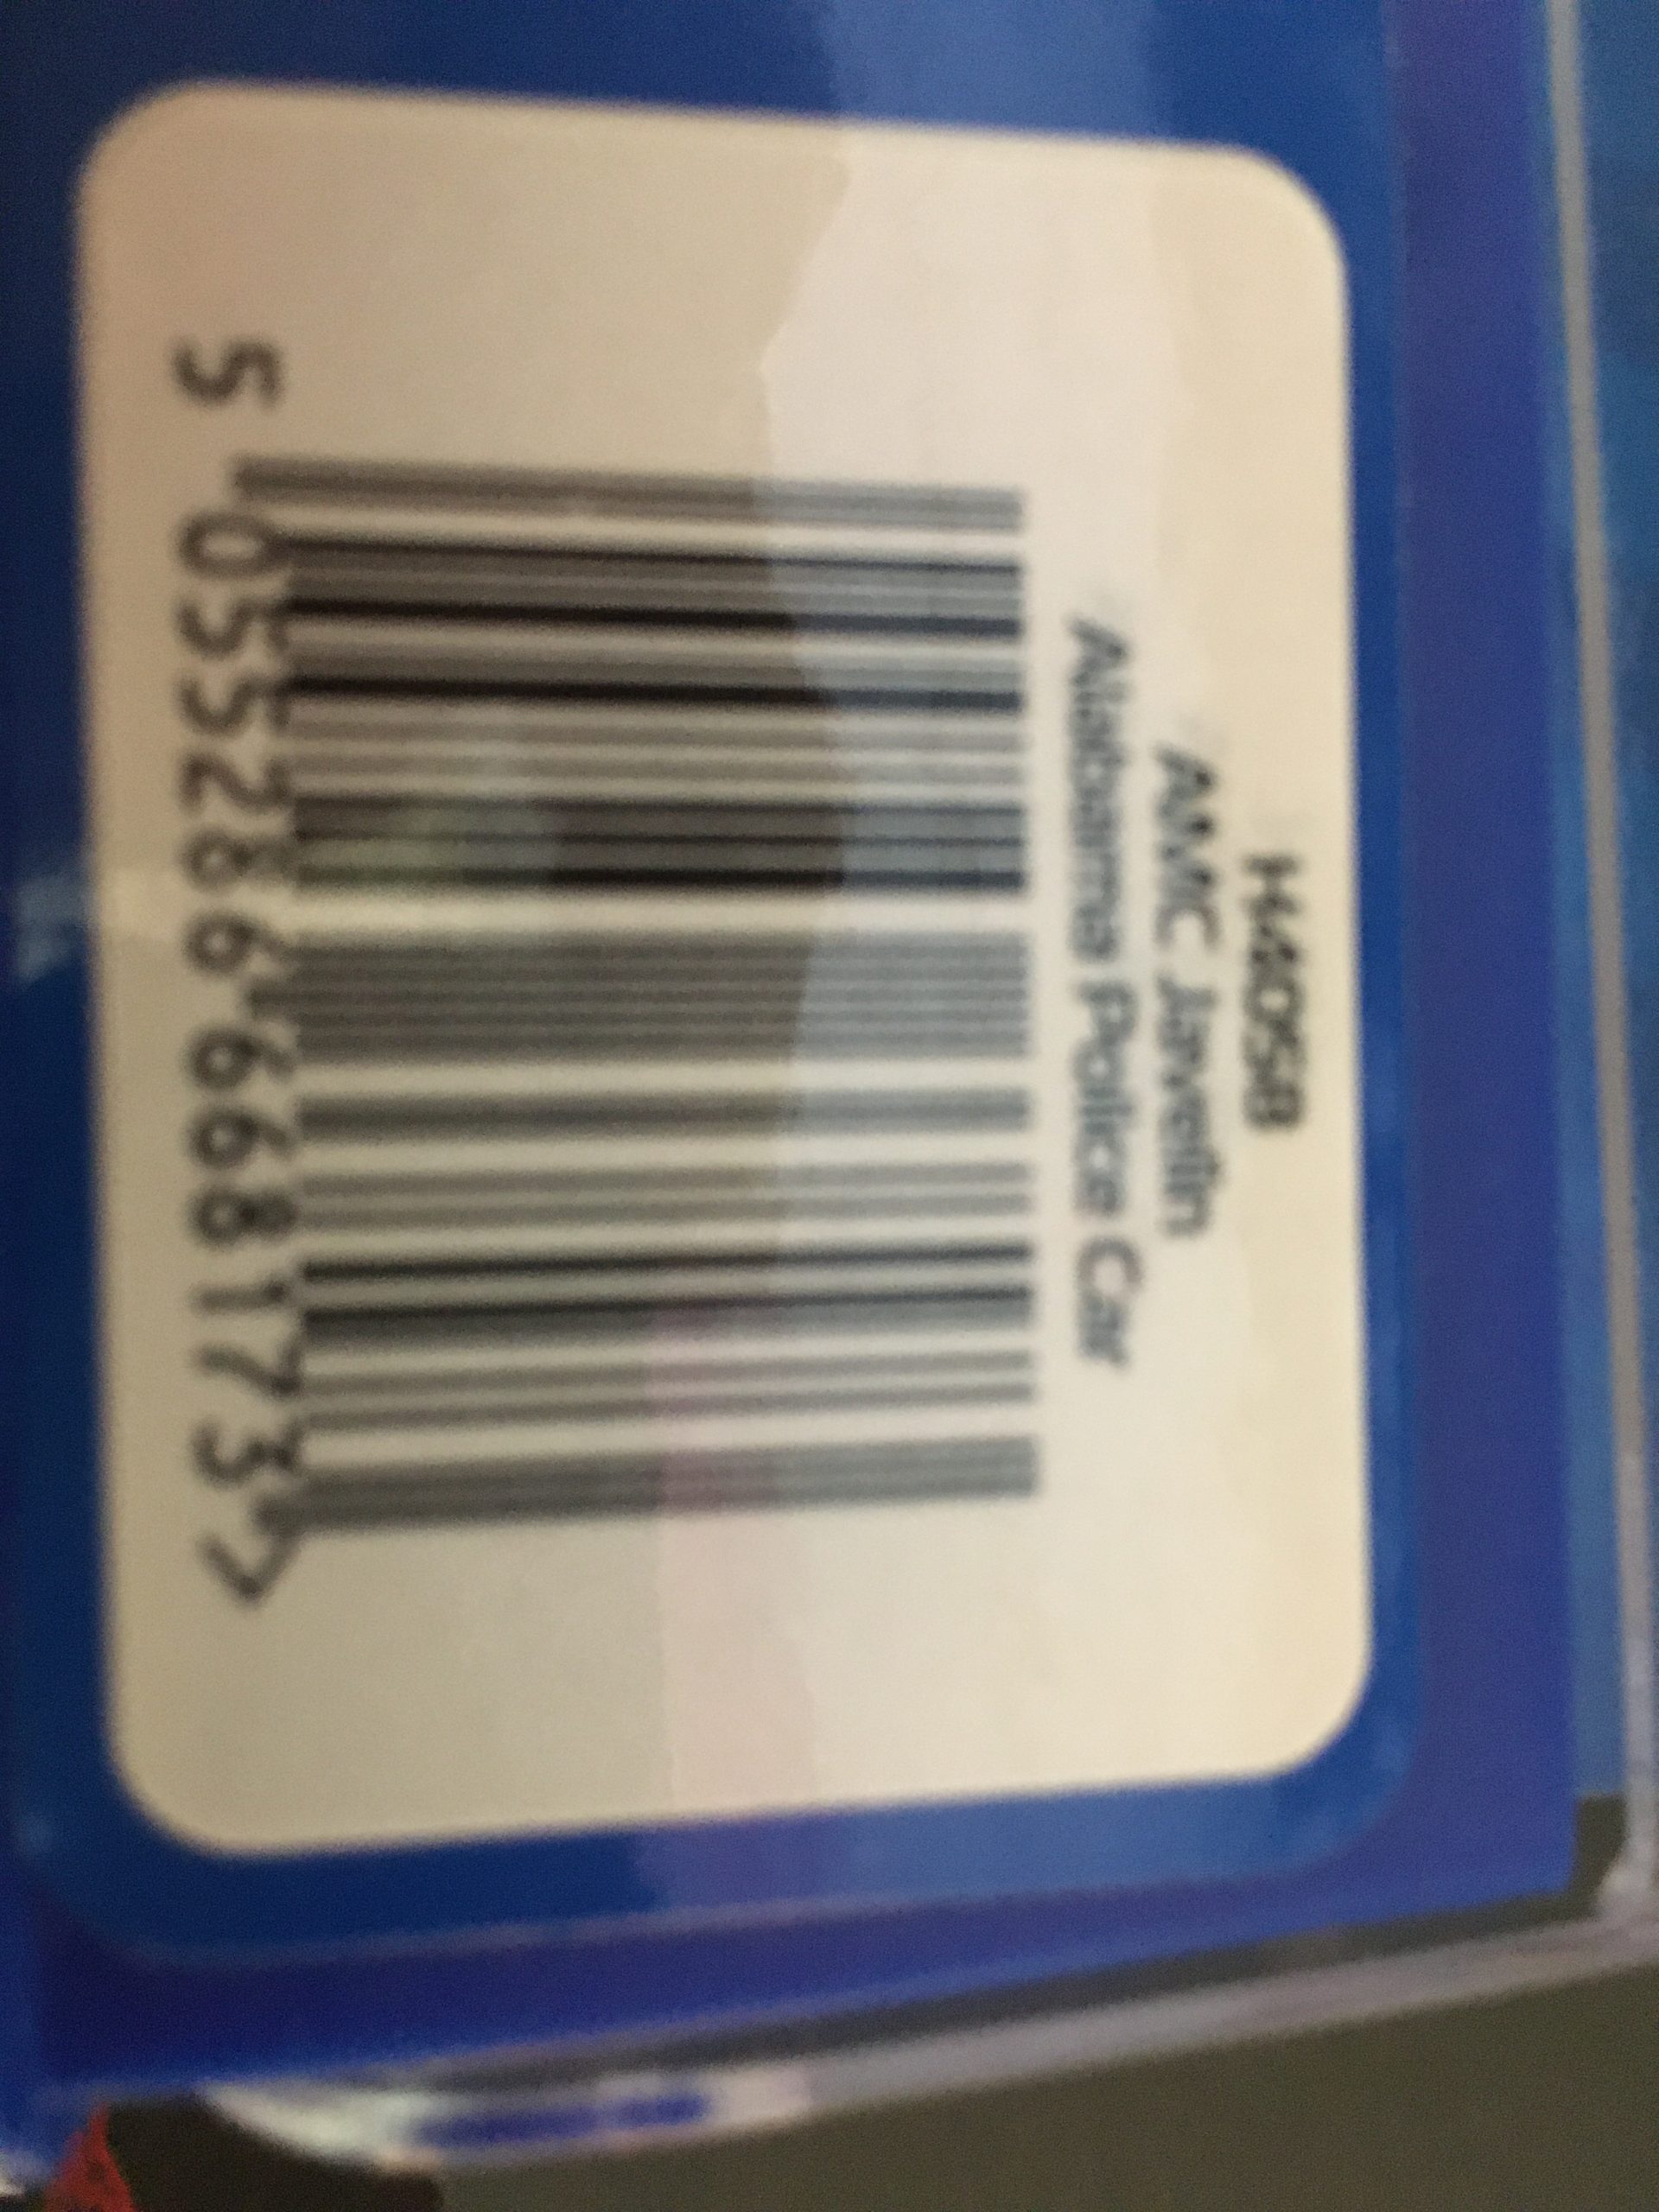 H4058
AMC Javelin
Alabama Police Car
5 055286 668173 >